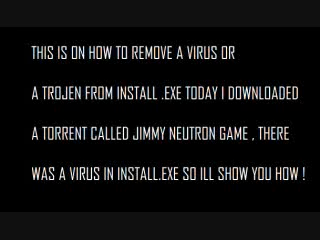 THIS IS ON HOW TO REMOVE A VIRUS OR
A TROJEN FROM INSTALL .EXE TODAY I DOWNLOADED
A TORRENT CALLED JIMMY NEUTRON GAME , THERE
WAS A VIRUS IN INSTALL.EXE SO ILL SHOW YOU HOW !